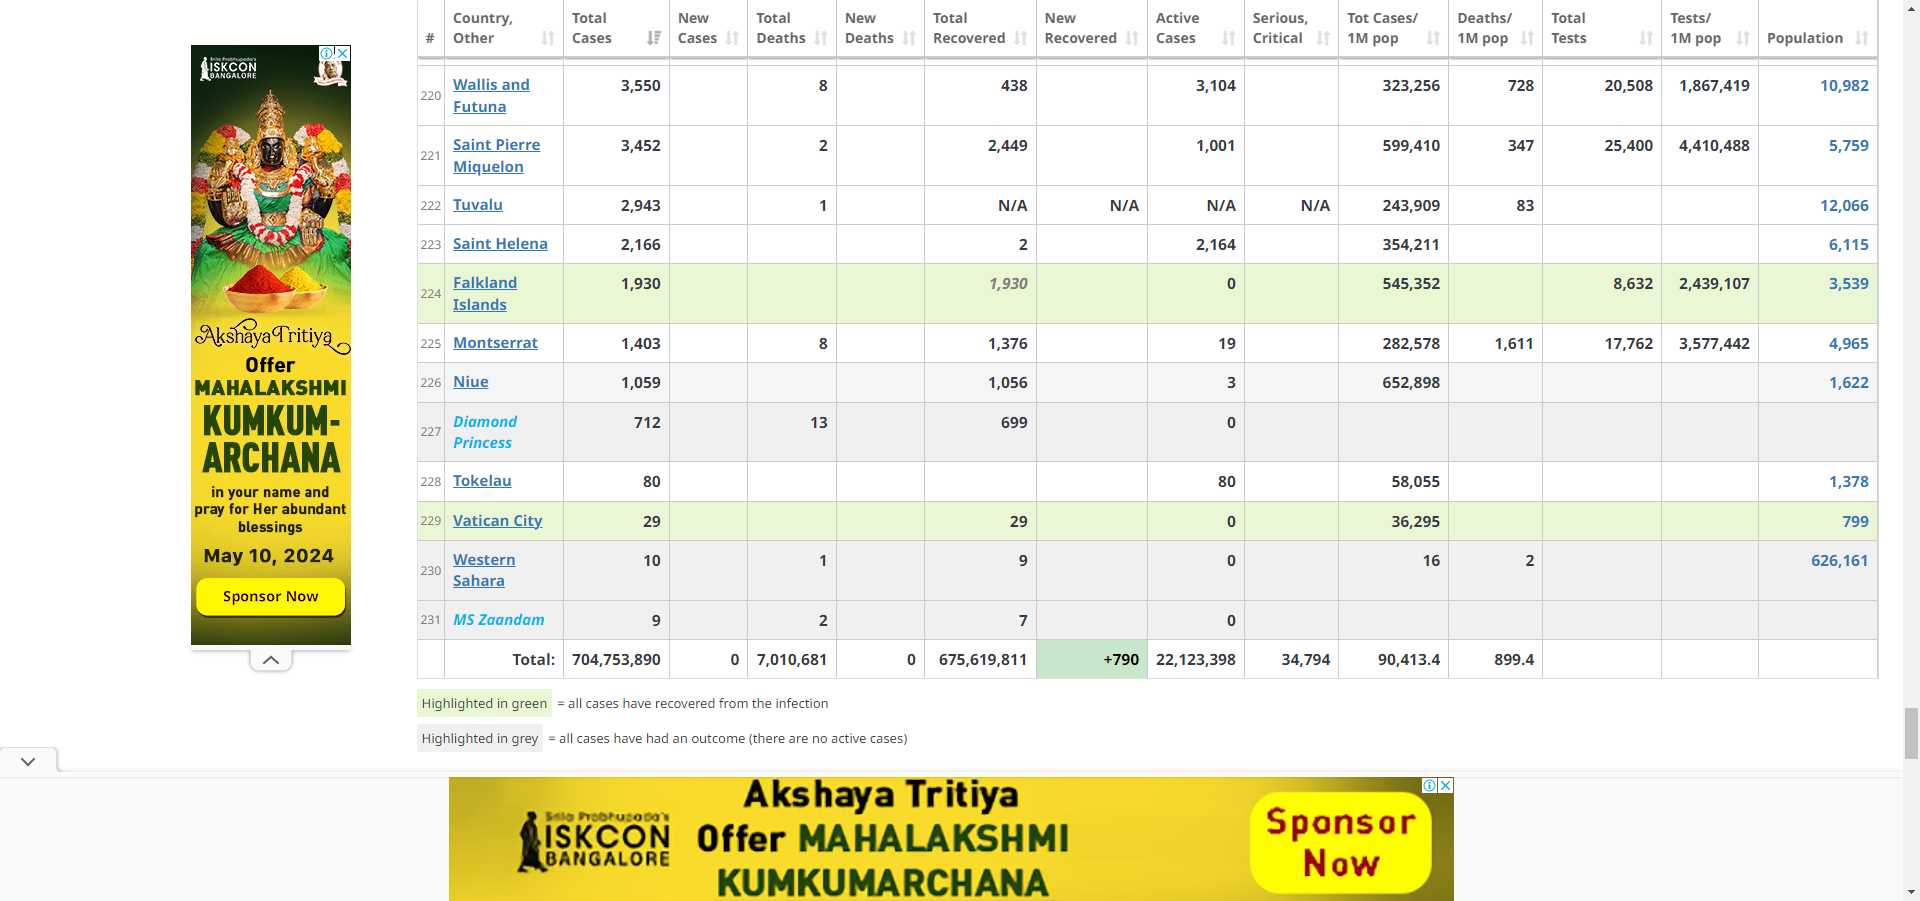 #
Country, Other
Total Cases
New Cases
Total Deaths
New Deaths
Total Recovered
New Recovered
Active Cases
Serious, Critical
Tot Cases/ 1M pop
Deaths/ 1M pop
Total Tests
Tests/ 1M pop
Population
220 Wallis and Futuna 3,550 8 438 3,104 323,256 728 20,508 1,867,419 10,982
221 Saint Pierre Miquelon 3,452 2 2,449 1,001 599,410 347 25,400 4,410,488 5,759
222 Tuvalu 2,943 1 N/A N/A N/A N/A 243,909 83 12,066
223 Saint Helena 2,166 2 2,164 354,211 6,115
224 Falkland Islands 1,930 1,930 0 545,352 8,632 2,439,107 3,539
225 Montserrat 1,403 8 1,376 19 282,578 1,611 17,762 3,577,442 4,965
226 Niue 1,059 1,056 3 652,898 1,622
227 Diamond Princess 712 13 699 0
228 Tokelau 80 80 58,055 1,378
229 Vatican City 29 29 0 36,295 799
230 Western Sahara 10 1 9 0 16 2 626,161
231 MS Zaandam 9 2 7 0
Total: 704,753,890 0 7,010,681 0 675,619,811 +790 22,123,398 34,794 90,413.4 899.4
Highlighted in green = all cases have recovered from the infection
Highlighted in grey = all cases have had an outcome (there are no active cases)
Srila Prabhupada's
ISKCON
BANGALORE
Akshaya Tritiya
Offer
MAHALAKSHMI
KUMKUM-
ARCHANA
in your name and
pray for Her abundant
blessings
May 10, 2024
Sponsor Now
Srila Prabhupada's
ISKCON
BANGALORE
Akshaya Tritiya
Offer MAHALAKSHMI
KUMKUMARCHANA
Sponsor
Now